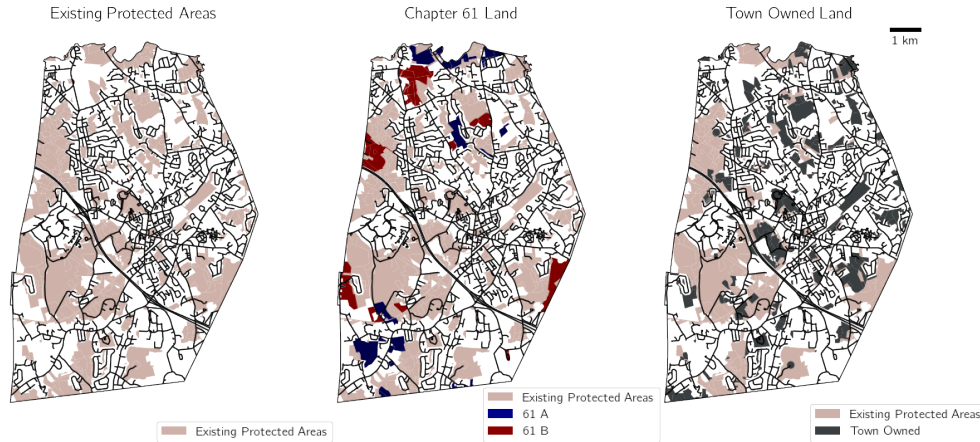 Existing Protected Areas
Chapter 61 Land
Town Owned Land
1 km
Existing Protected Areas
Existing Protected Areas
61 A
61 B
Existing Protected Areas
Town Owned